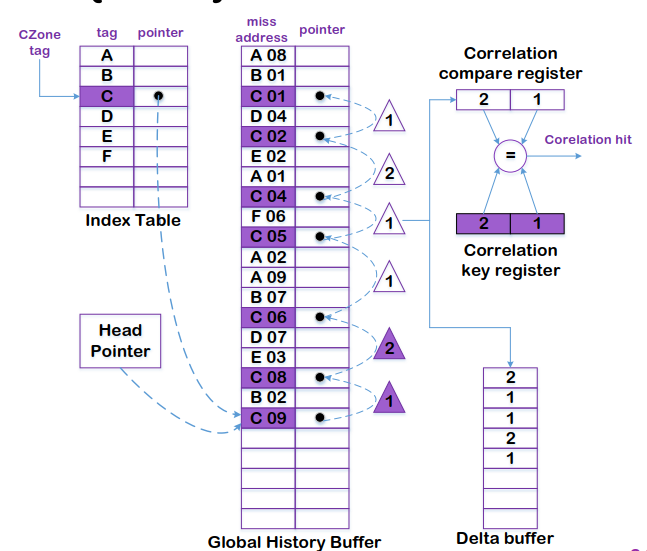 CZone tag
tag pointer
A
B
C
D
E
F
Index Table
Head Pointer
miss address pointer
A 08
B 01
C 01
D 04
C 02
E 02
A 01
C 04
F 06
C 05
A 02
A 09
B 07
C 06
D 07
E 03
C 08
B 02
C 09
Global History Buffer
1
2
1
1
2
1
Correlation
compare register
2 1
=
Corelation hit
2 1
Correlation
key register
2
1
1
2
1
Delta buffer